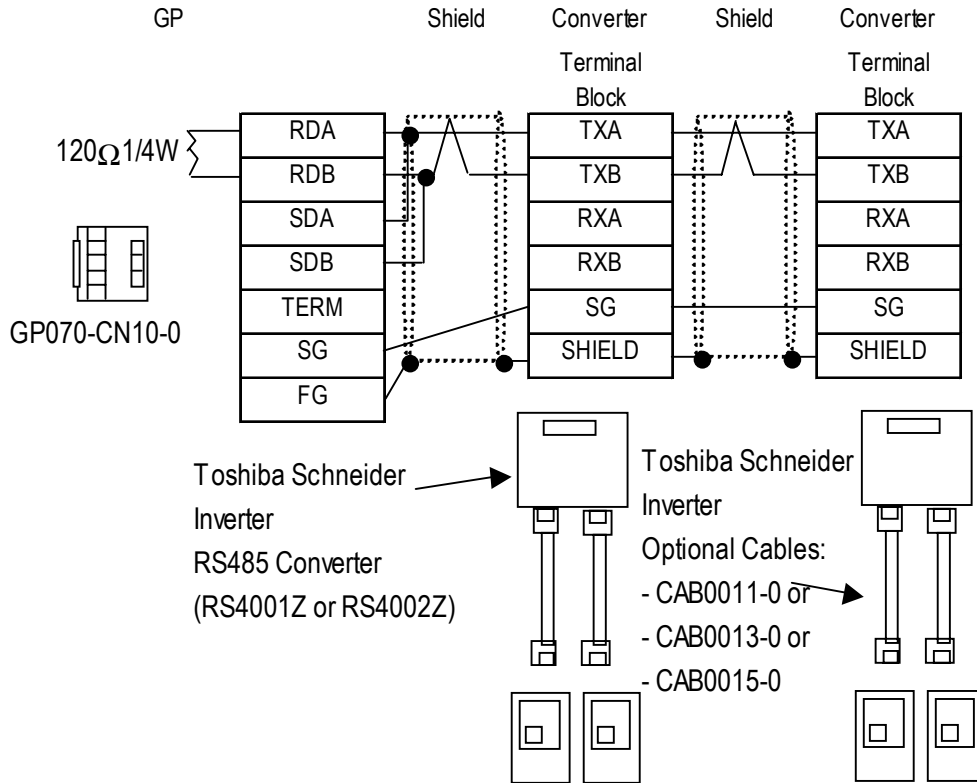 GP Shield Converter Shield Converter
Terminal Terminal
Block Block
RDA TXA TXA
120Ω1/4W
RDB TXB TXB
SDA RXA RXA
SDB RXB RXB
TERM SG SG
GP070-CN10-0
SG SHIELD SHIELD
FG
Toshiba Schneider
Inverter
RS485 Converter
(RS4001Z or RS4002Z)
Toshiba Schneider
Inverter
Optional Cables:
- CAB0011-0 or
- CAB0013-0 or
- CAB0015-0